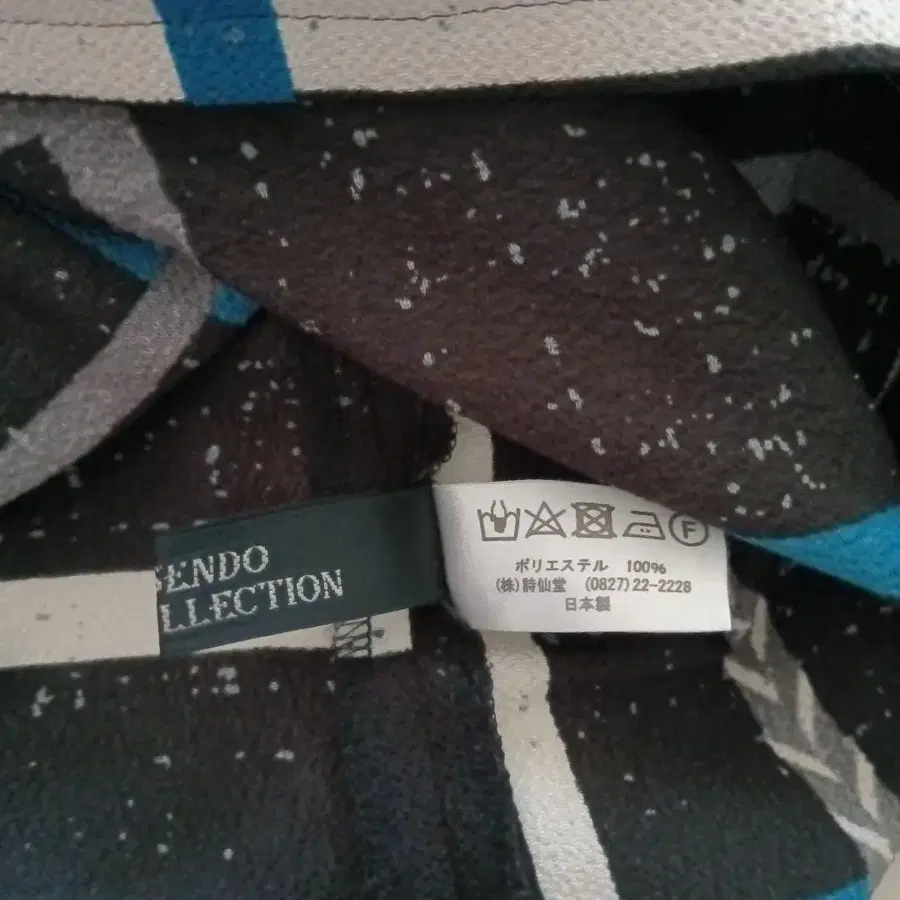 SENDO
LLECTION
F
ポリエステル 100%
(株)詩仙堂 (0827)22-2228
日本製